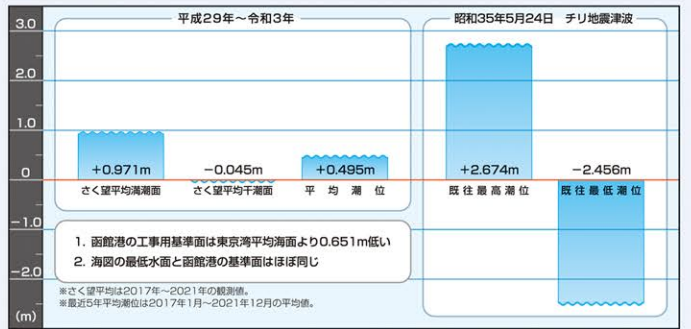 平成29年〜令和3年
昭和35年5月24日 チリ地震津波
3.0
2.0
1.0
0
−1.0
−2.0
(m)
+0.971m
さく望平均満潮面
−0.045m
さく望平均干潮面
+0.495m
平均潮位
+2.674m
既往最高潮位
−2.456m
既往最低潮位
1. 函館港の工事用基準面は東京湾平均海面より0.651m低い
2. 海図の最低水面と函館港の基準面はほぼ同じ
※さく望平均は2017年〜2021年の観測値。
※最近5年平均潮位は2017年1月〜2021年12月の平均値。